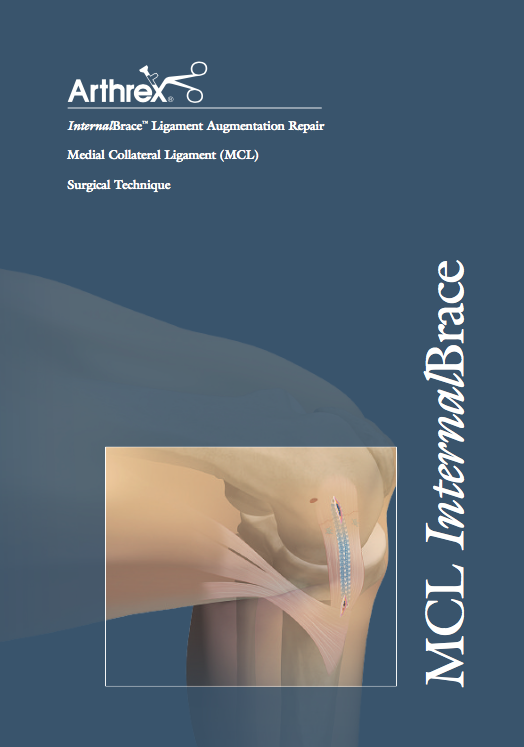 Arthrex®
InternalBrace™ Ligament Augmentation Repair
Medial Collateral Ligament (MCL)
Surgical Technique
MCL InternalBrace